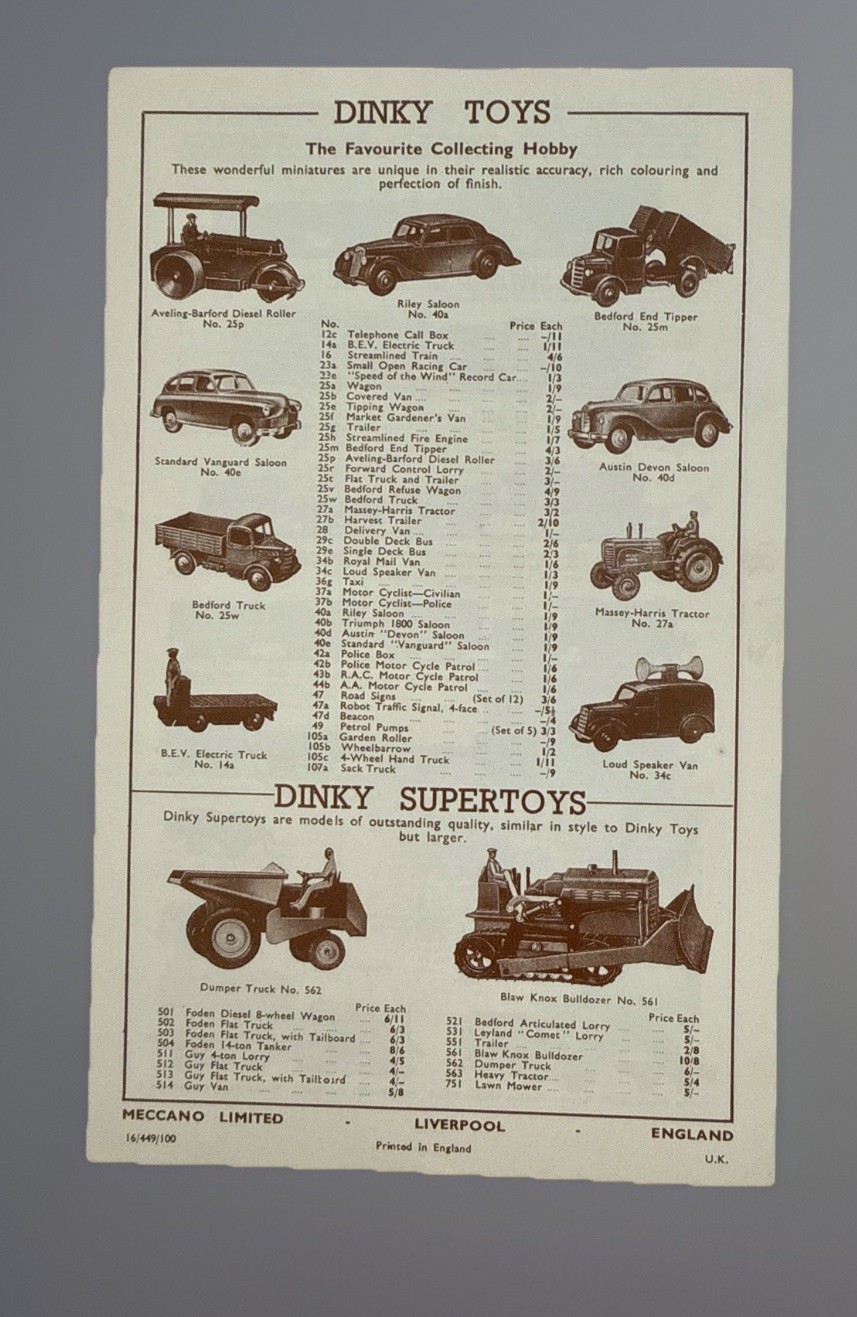 DINKY TOYS
The Favourite Collecting Hobby
These wonderful miniatures are unique in their realistic accuracy, rich colouring and
perfection of finish.
Aveling-Barford Diesel Roller
No. 25p
Riley Saloon
No. 40a
Bedford End Tipper
No. 25m
Standard Vanguard Saloon
No. 40e
Austin Devon Saloon
No. 40d
Bedford Truck
No. 25w
Massey-Harris Tractor
No. 27a
B.E.V. Electric Truck
No. 14a
Loud Speaker Van
No. 34c
No. Price Each
12c Telephone Call Box .... .... -/11
14a B.E.V. Electric Truck .... .... 1/11
16 Streamlined Train .... .... .... 4/6
23a Small Open Racing Car .... .... -/10
23e "Speed of the Wind" Record Car.... 1/3
25a Wagon .... .... .... .... 1/9
25b Covered Van .... .... .... 2/-
25e Tipping Wagon .... .... .... 2/-
25f Market Gardener's Van .... .... 1/9
25g Trailer .... .... .... .... 1/5
25h Streamlined Fire Engine .... .... 1/7
25m Bedford End Tipper .... .... 4/3
25p Aveling-Barford Diesel Roller .... 3/6
25r Forward Control Lorry .... .... 2/-
25t Flat Truck and Trailer .... .... 3/-
25v Bedford Refuse Wagon .... .... 4/9
25w Bedford Truck .... .... .... 3/3
27a Massey-Harris Tractor .... .... 3/2
27b Harvest Trailer .... .... .... 2/10
28 Delivery Van .... .... .... 1/-
29c Double Deck Bus .... .... .... 2/6
29e Single Deck Bus .... .... .... 2/3
34b Royal Mail Van .... .... .... 1/6
34c Loud Speaker Van .... .... .... 1/3
36g Taxi .... .... .... .... 1/9
37a Motor Cyclist—Civilian .... .... 1/-
37b Motor Cyclist—Police .... .... 1/-
40a Riley Saloon .... .... .... 1/9
40b Triumph 1800 Saloon .... .... 1/9
40d Austin "Devon" Saloon .... .... 1/9
40e Standard "Vanguard" Saloon .... 1/9
42a Police Box .... .... .... 1/-
42b Police Motor Cycle Patrol .... .... 1/6
43b R.A.C. Motor Cycle Patrol .... 1/6
44b A.A. Motor Cycle Patrol .... .... 1/6
47 Road Signs .... .... (Set of 12) 3/6
47a Robot Traffic Signal, 4-face .. .... -/5½
47d Beacon .... .... .... .... -/4
49 Petrol Pumps .... (Set of 5) 3/3
105a Garden Roller .... .... .... -/9
105b Wheelbarrow .... .... .... 1/2
105c 4-Wheel Hand Truck .... .... 1/11
107a Sack Truck .... .... .... -/9
DINKY SUPERTOYS
Dinky Supertoys are models of outstanding quality, similar in style to Dinky Toys
but larger.
Dumper Truck No. 562
Blaw Knox Bulldozer No. 561
Price Each
501 Foden Diesel 8-wheel Wagon .... 6/11
502 Foden Flat Truck .... .... .... 6/3
503 Foden Flat Truck, with Tailboard .... 6/3
504 Foden 14-ton Tanker .... .... 8/6
511 Guy 4-ton Lorry .... .... .... 4/5
512 Guy Flat Truck .... .... .... 4/-
513 Guy Flat Truck, with Tailboard .... 4/-
514 Guy Van .... .... .... .... 5/8
Price Each
521 Bedford Articulated Lorry .... .... 5/-
531 Leyland "Comet" Lorry .... .... 5/-
551 Trailer .... .... .... .... 2/8
561 Blaw Knox Bulldozer .... .... 10/8
562 Dumper Truck .... .... .... 6/-
563 Heavy Tractor.... .... .... 5/4
751 Lawn Mower .... .... .... 5/-
MECCANO LIMITED - LIVERPOOL - ENGLAND
16/449/100
Printed in England
U.K.